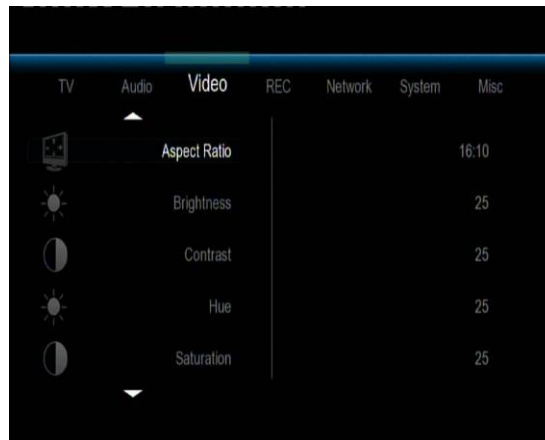 TV Audio Video REC Network System Misc
Aspect Ratio 16:10
Brightness 25
Contrast 25
Hue 25
Saturation 25